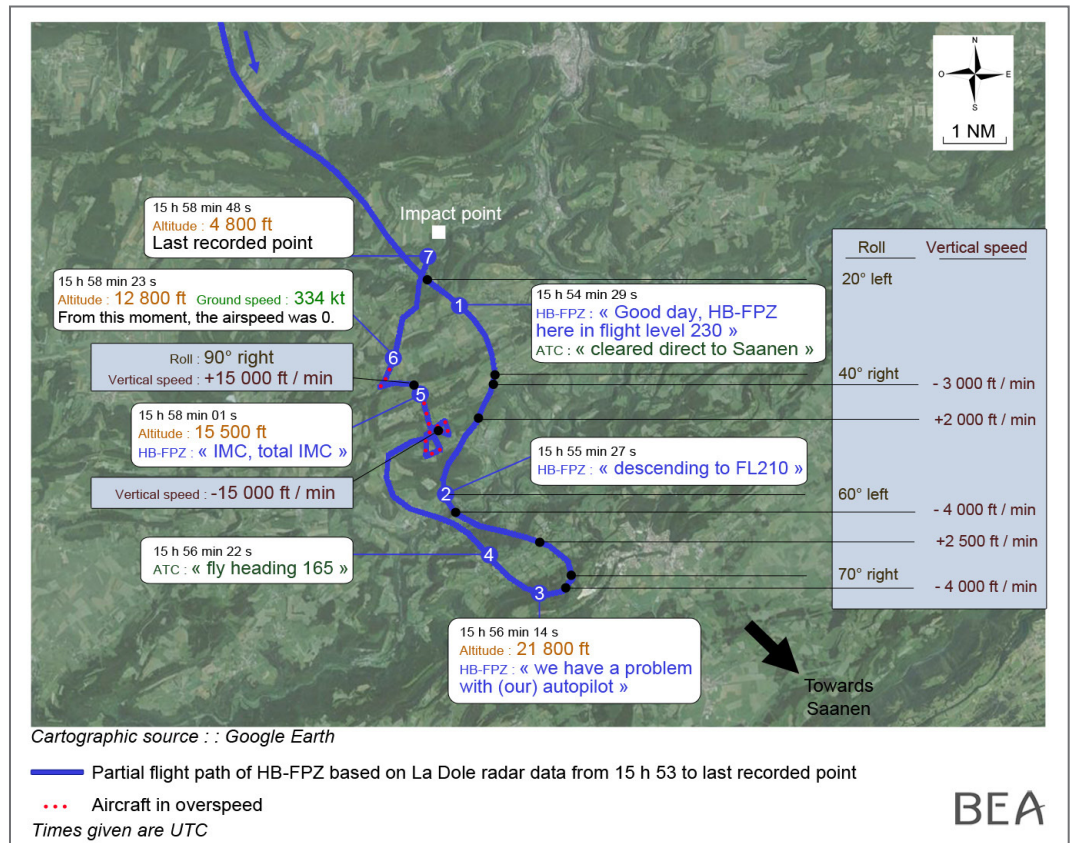 N
O E
S
1 NM
15 h 58 min 48 s
Altitude : 4 800 ft
Last recorded point
Impact point
7
15 h 58 min 23 s
Altitude : 12 800 ft Ground speed : 334 kt
From this moment, the airspeed was 0.
6
Roll : 90° right
Vertical speed : +15 000 ft / min
5
15 h 58 min 01 s
Altitude : 15 500 ft
HB-FPZ : « IMC, total IMC »
Vertical speed : -15 000 ft / min
15 h 56 min 22 s
ATC : « fly heading 165 »
4
1
15 h 54 min 29 s
HB-FPZ : « Good day, HB-FPZ
here in flight level 230 »
ATC : « cleared direct to Saanen »
2
15 h 55 min 27 s
HB-FPZ : « descending to FL210 »
3
15 h 56 min 14 s
Altitude : 21 800 ft
HB-FPZ : « we have a problem
with (our) autopilot »
Roll Vertical speed
20° left
40° right
- 3 000 ft / min
+2 000 ft / min
60° left
- 4 000 ft / min
+2 500 ft / min
70° right
- 4 000 ft / min
Towards
Saanen
Cartographic source : : Google Earth
Partial flight path of HB-FPZ based on La Dole radar data from 15 h 53 to last recorded point
Aircraft in overspeed
Times given are UTC
BEA